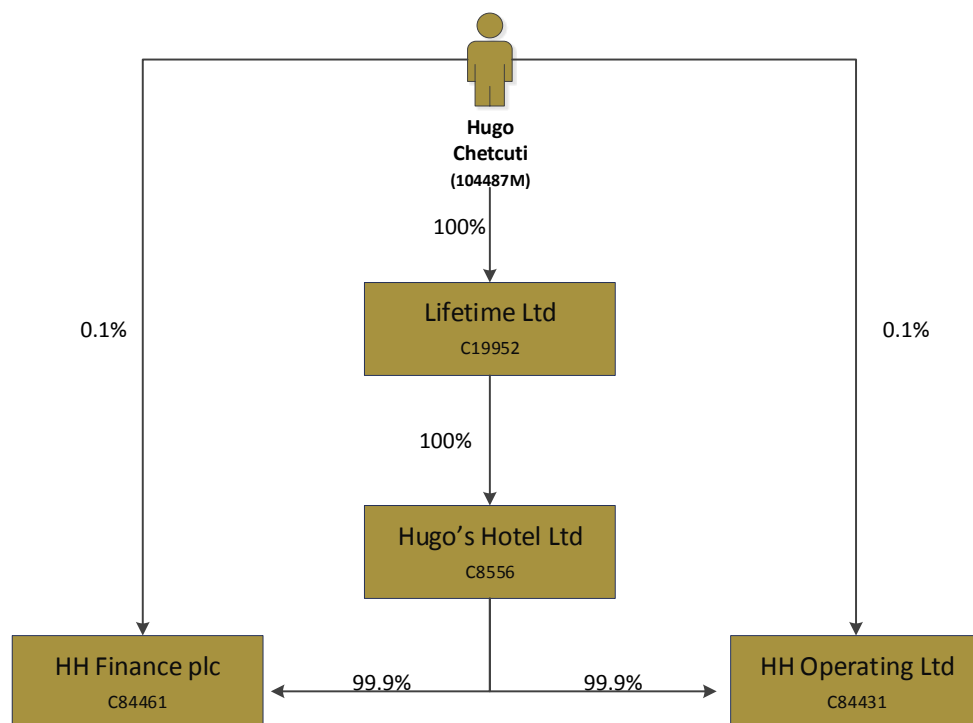 Hugo
Chetcuti
(104487M)
100%
Lifetime Ltd
C19952
0.1%
0.1%
100%
Hugo’s Hotel Ltd
C8556
HH Finance plc
C84461
99.9%
99.9%
HH Operating Ltd
C84431